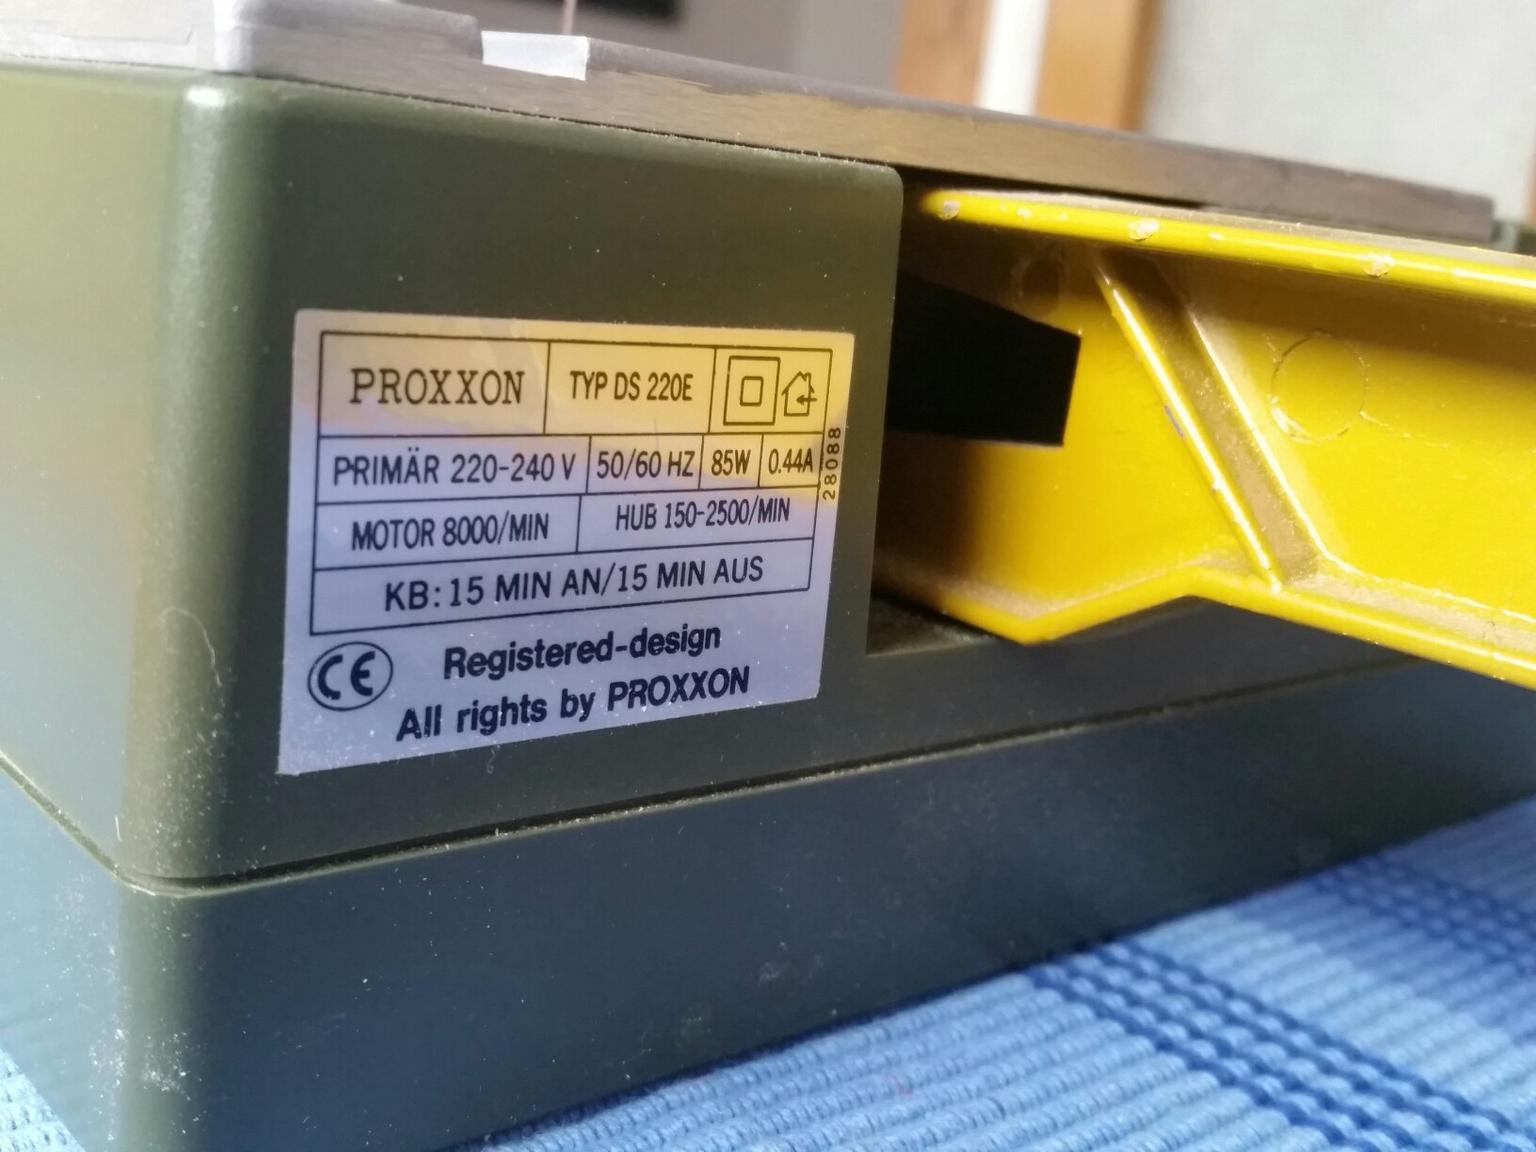 PROXXON TYP DS 220E
PRIMÄR 220-240 V 50/60 HZ 85W 0.44A
MOTOR 8000/MIN HUB 150-2500/MIN
KB: 15 MIN AN/15 MIN AUS
CE Registered-design
All rights by PROXXON
28088